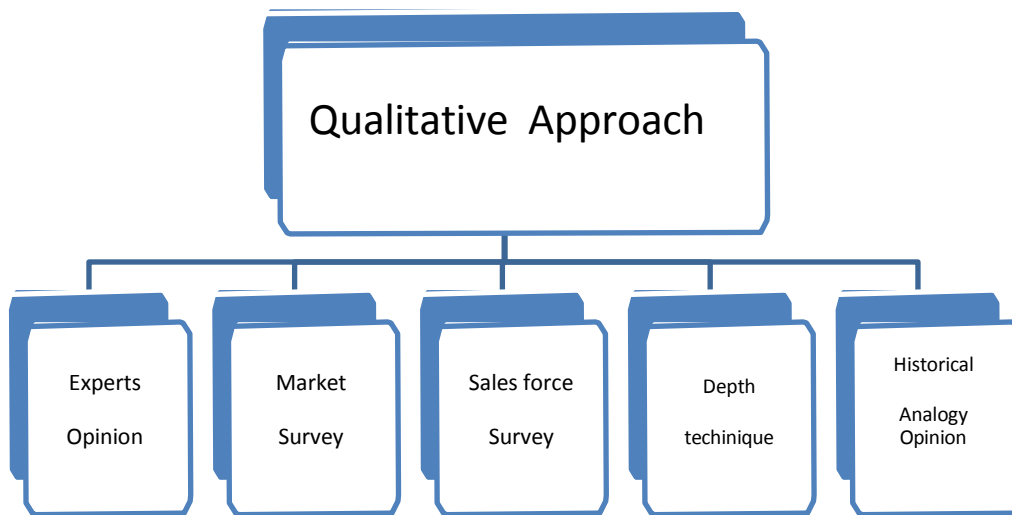 Qualitative Approach
Experts
Opinion
Market
Survey
Sales force
Survey
Depth
techinique
Historical
Analogy
Opinion